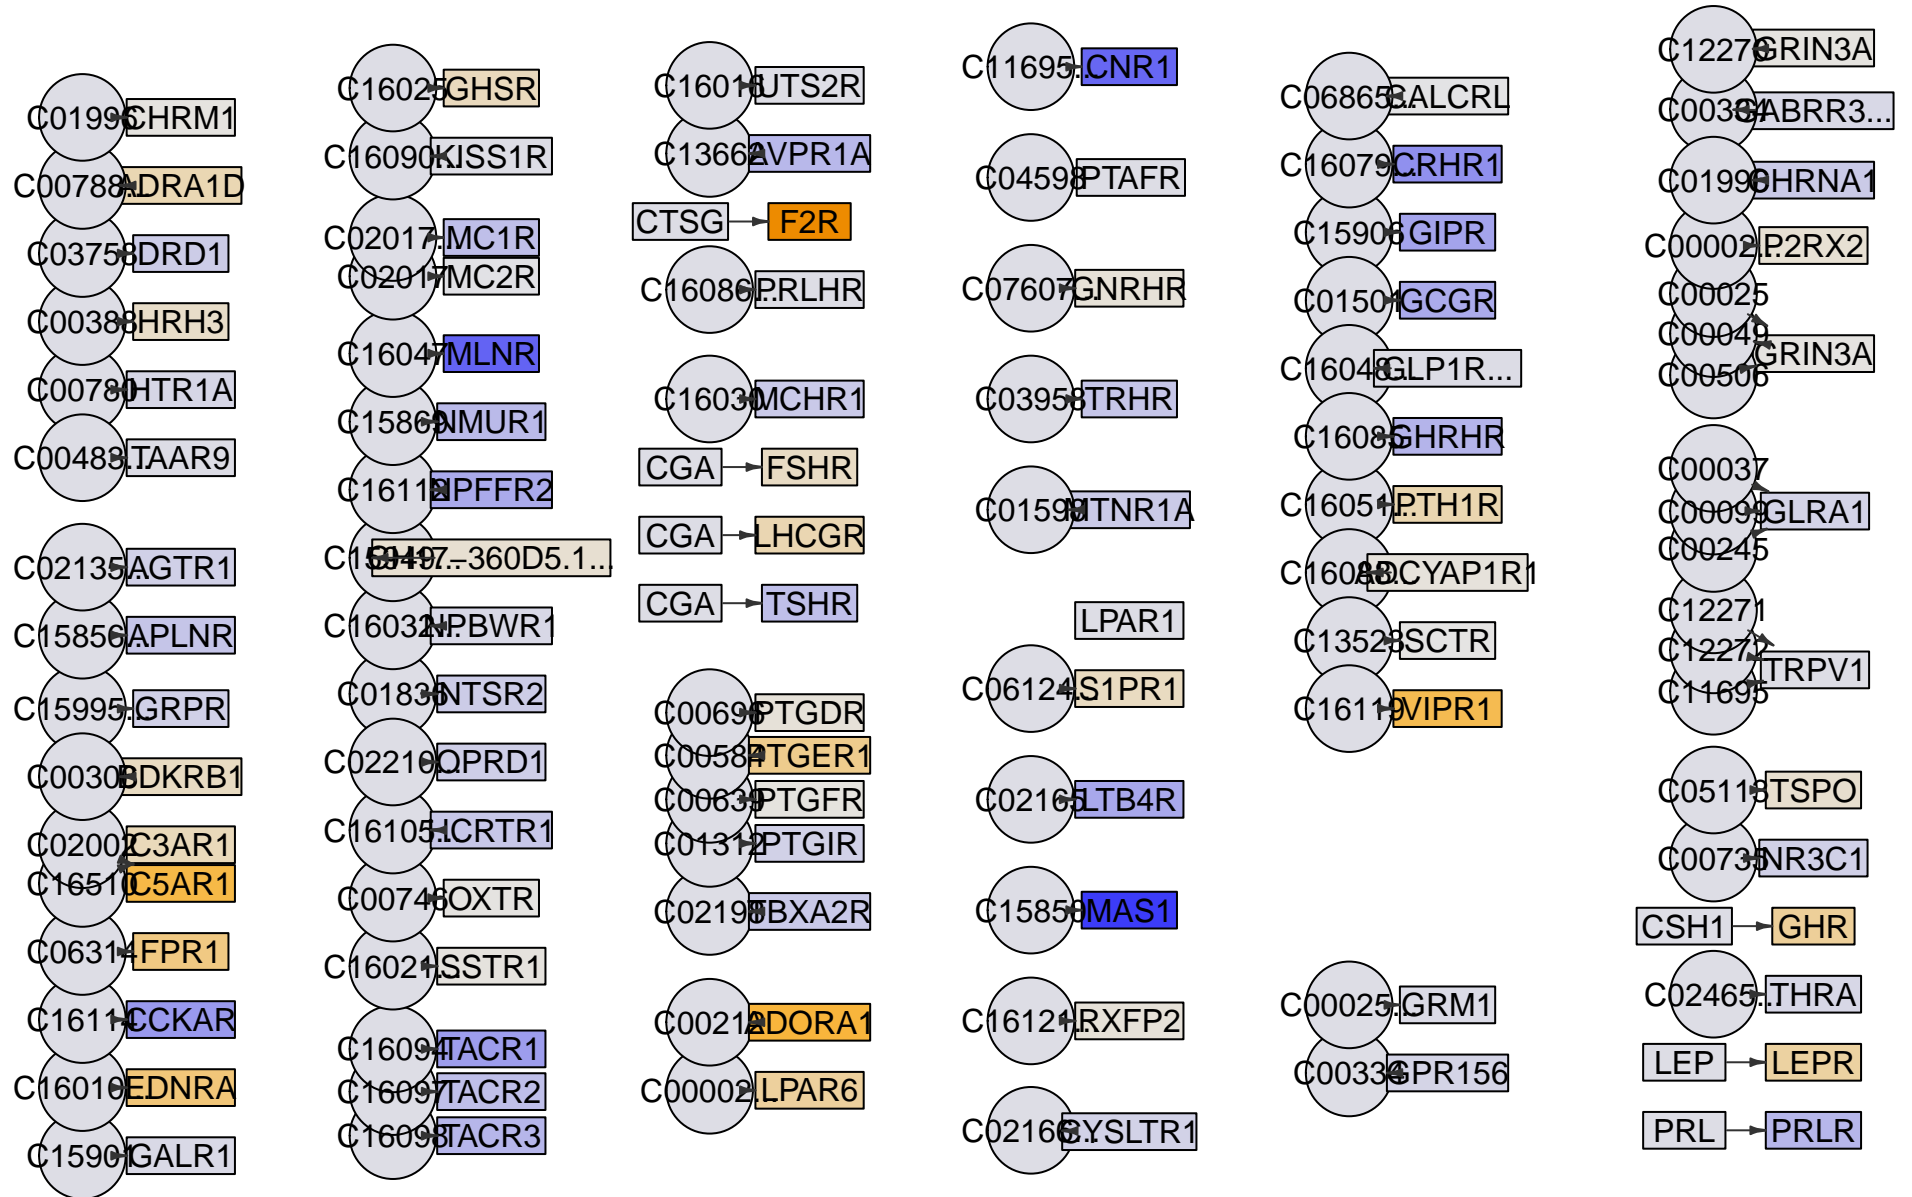 C01996 CHRM1
C00788... ADRA1D
C03758 DRD1
C00388 HRH3
C00780 HTR1A
C00483... TAAR9
C02135... AGTR1
C15856... APLNR
C15995... GRPR
C00306 BDKRB1
C02002 C3AR1
C16510 C5AR1
C06314 FPR1
C16114 CCKAR
C16010... EDNRA
C15901 GALR1
C16025 GHSR
C16090... KISS1R
C02017... MC1R
C02017 MC2R
C16047 MLNR
C15869 NMUR1
C16118 NPFFR2
C16032... NPBWR1
C01836 NTSR2
C02210... OPRD1
C16105... HCRTR1
C00746 OXTR
C16021... SSTR1
C16094 TACR1
C16097 TACR2
C16098 TACR3
C16016 UTS2R
C13662 AVPR1A
CTSG F2R
C16086... PRLHR
C16030 MCHR1
CGA FSHR
CGA LHCGR
CGA TSHR
C00696 PTGDR
C00584 PTGER1
C00639 PTGFR
C01312 PTGIR
C02198 TBXA2R
C00212 ADORA1
C00002... LPAR6
C11695... CNR1
C04598 PTAFR
C07607... GNRHR
C03958 TRHR
C01598 MTNR1A
LPAR1
C06124... S1PR1
C02165 LTB4R
C15850 MAS1
C16121... RXFP2
C02166... CYSLTR1
C06865... CALCRL
C16079... CRHR1
C15906 GIPR
C01501 GCGR
C16048... GLP1R...
C16085 GHRHR
C16051... PTH1R
C16088... ADCYAP1R1
C13523 SCTR
C16119 VIPR1
C00025... GRM1
C00334 GPR156
C12270 GRIN3A
C00334 GABRR3...
C01996 CHRNA1
C00002... P2RX2
C00025
C00049
GRIN3A
C00506
C00037
C00099 GLRA1
C00245
C12271
C12272
TRPV1
C11695
C05113 TSPO
C00735 NR3C1
CSH1 GHR
C02465... THRA
LEP LEPR
PRL PRLR